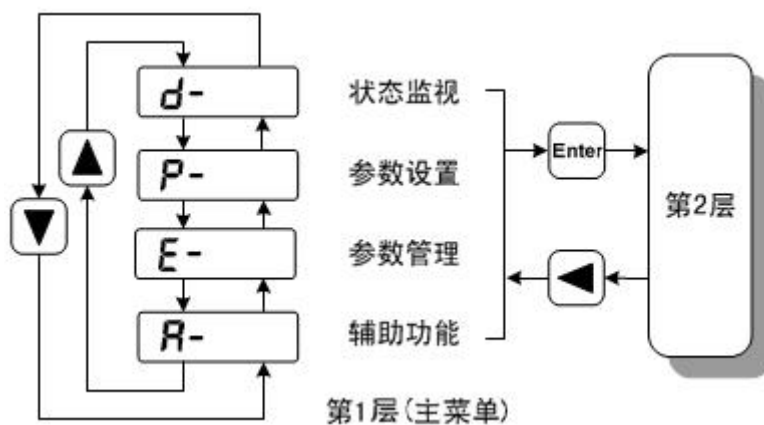 d-
状态监视
P-
参数设置
E-
参数管理
A-
辅助功能
Enter
第2层
第1层(主菜单)